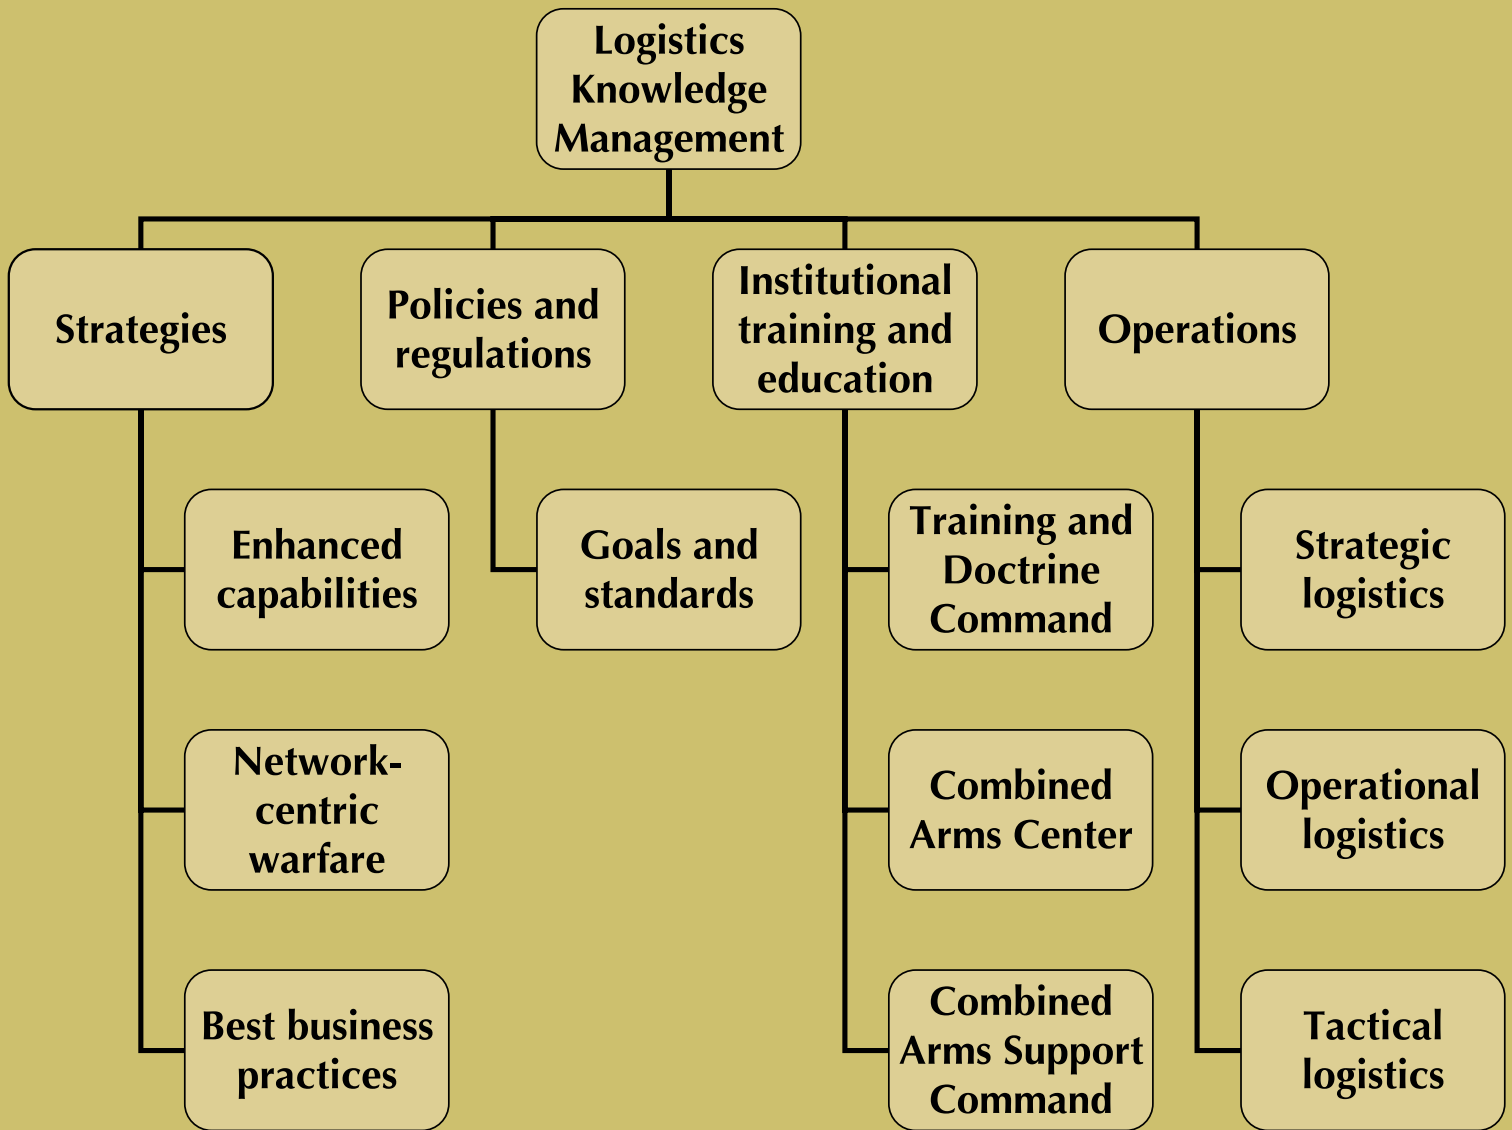 Logistics
Knowledge
Management
Strategies
Policies and
regulations
Institutional
training and
education
Operations
Enhanced
capabilities
Goals and
standards
Training and
Doctrine
Command
Strategic
logistics
Network-
centric
warfare
Combined
Arms Center
Operational
logistics
Best business
practices
Combined
Arms Support
Command
Tactical
logistics